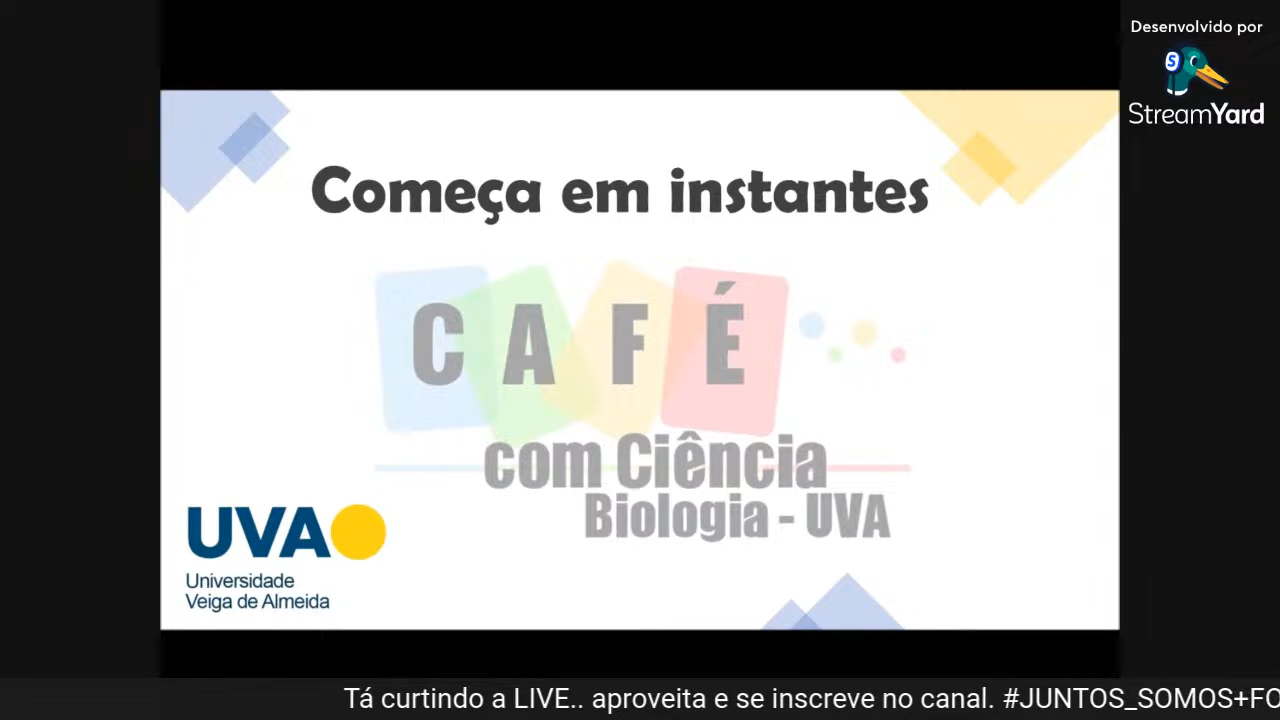 Desenvolvido por
StreamYard
Começa em instantes
CAFÉ
com Ciência
Biologia - UVA
UVA
Universidade
Veiga de Almeida
Tá curtindo a LIVE.. aproveita e se inscreve no canal. #JUNTOS_SOMOS+FO